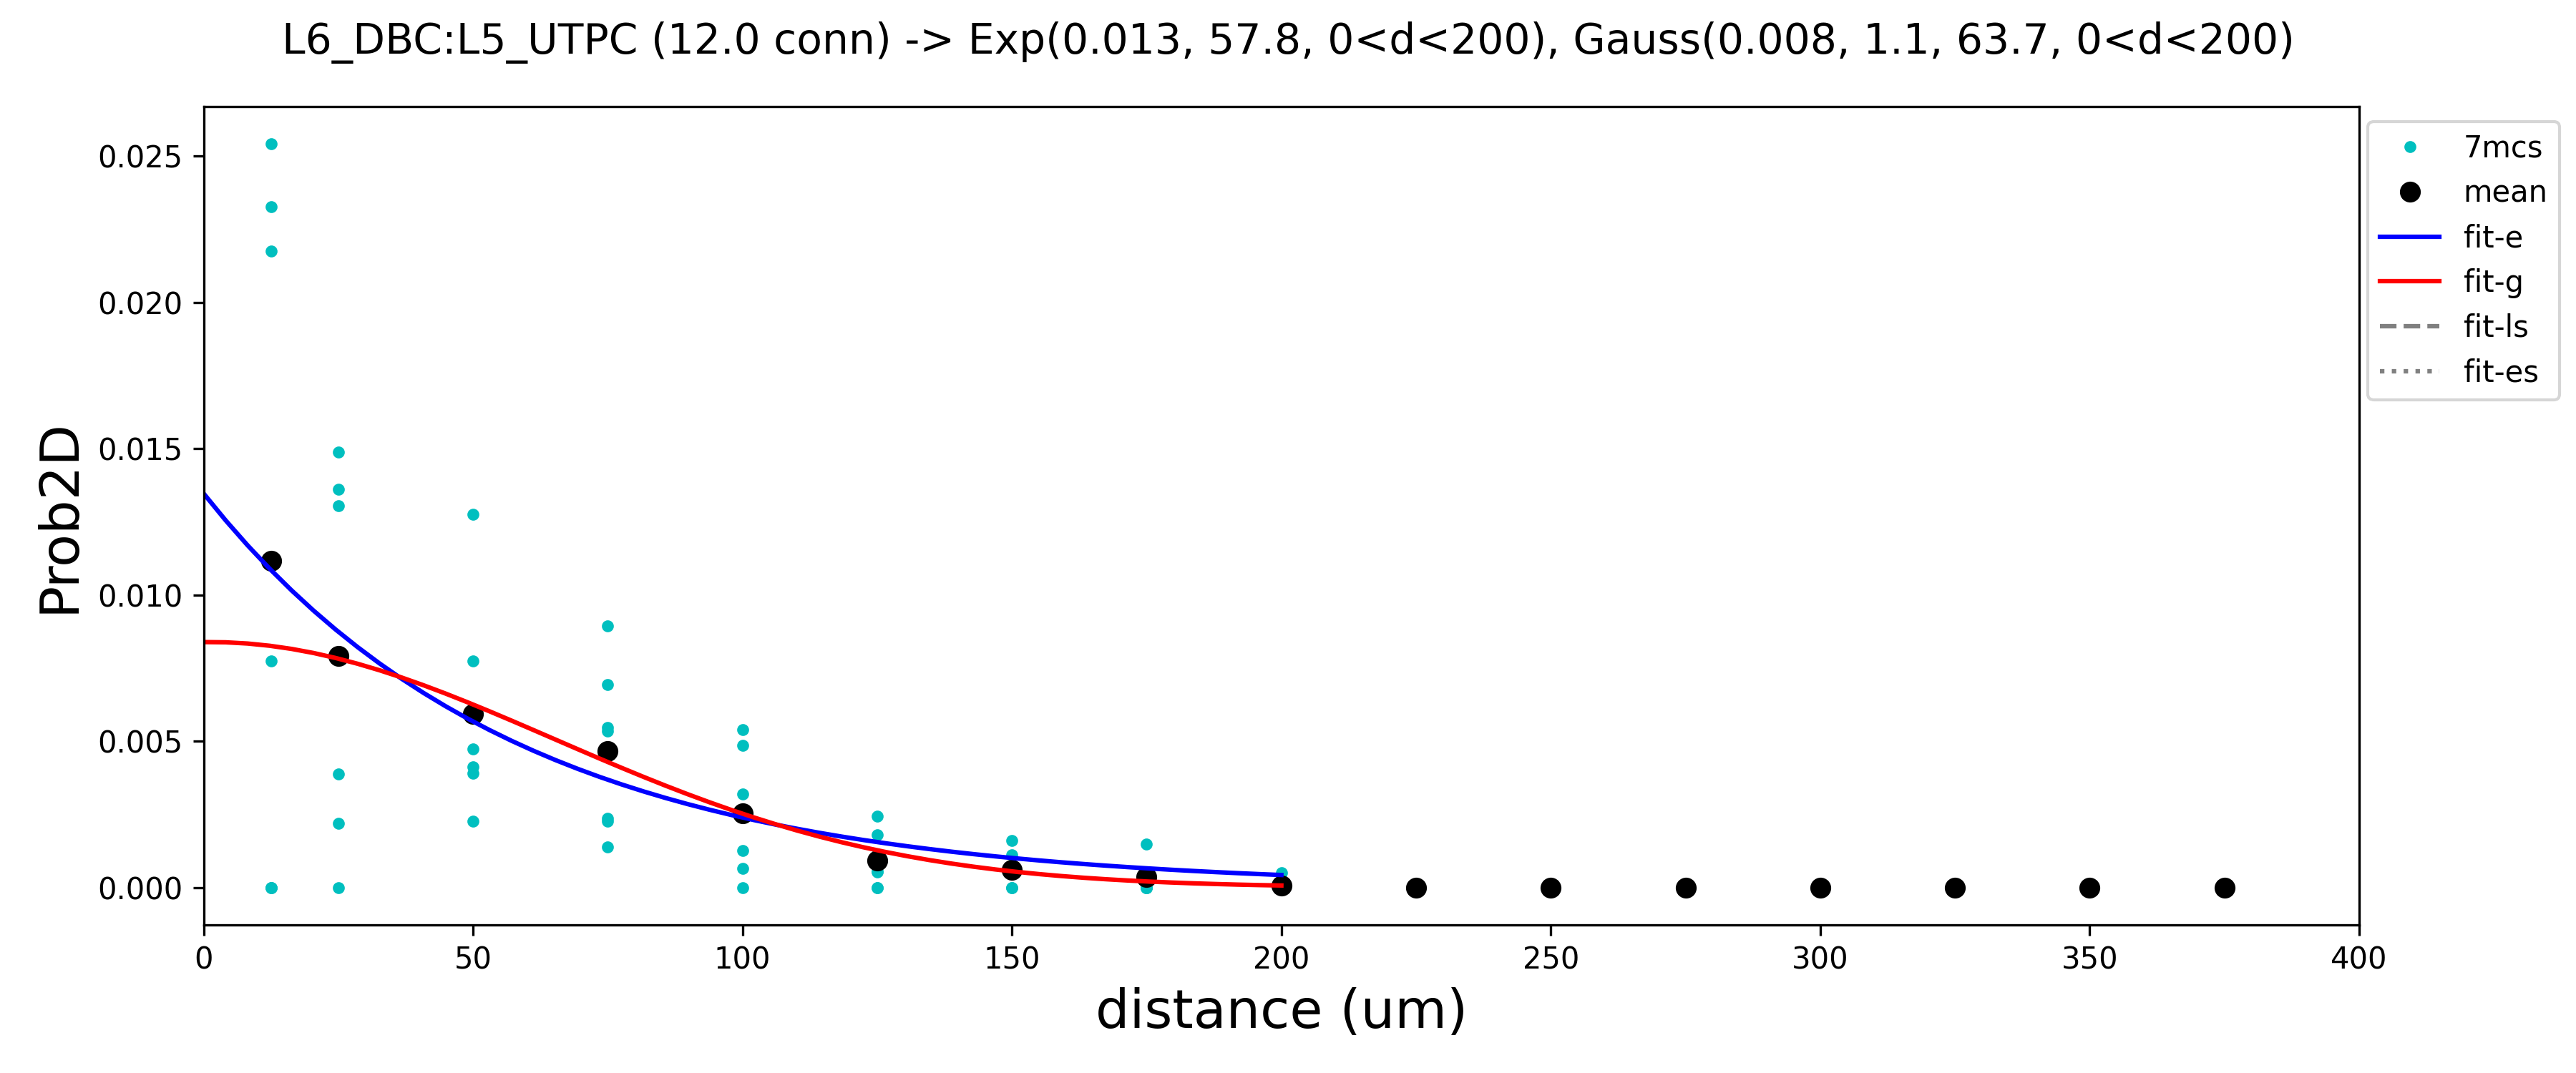 L6_DBC:L5_UTPC (12.0 conn) -> Exp(0.013, 57.8, 0<d<200), Gauss(0.008, 1.1, 63.7, 0<d<200)
0.025
0.020
0.015
0.010
0.005
0.000
Prob2D
0 50 100 150 200 250 300 350 400
distance (um)
7mcs
mean
fit-e
fit-g
fit-ls
fit-es